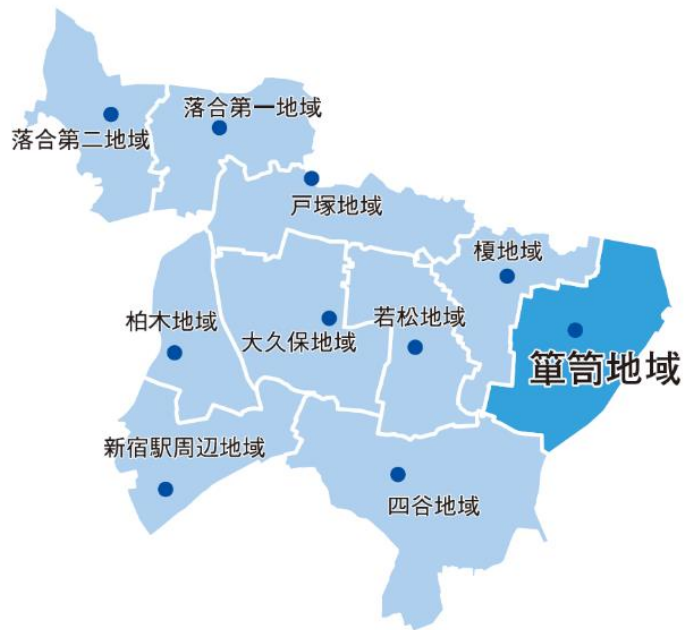 落合第一地域
落合第二地域
戸塚地域
榎地域
柏木地域
大久保地域
若松地域
箪笥地域
新宿駅周辺地域
四谷地域